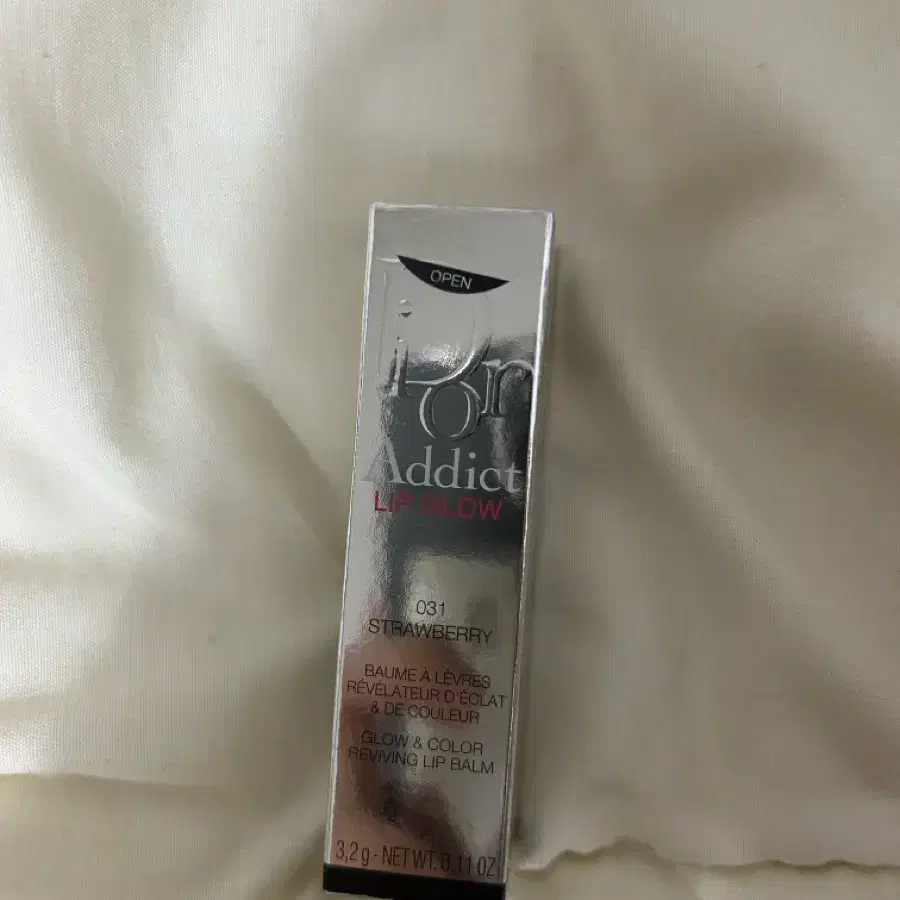 OPEN
Dior
Addict
LIP GLOW
031
STRAWBERRY
BAUME À LÈVRES
RÉVÉLATEUR D'ÉCLAT
& DE COULEUR
GLOW & COLOR
REVIVING LIP BALM
3,2 g - NET WT. 0.11 OZ